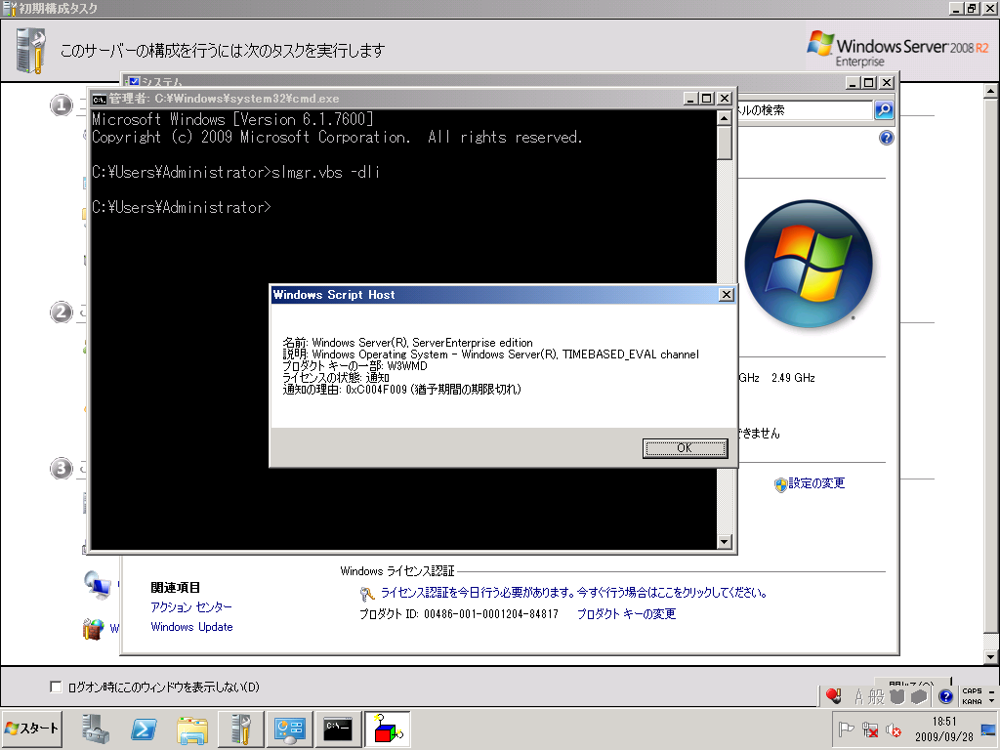 初期構成タスク
このサーバーの構成を行うには次のタスクを実行します
Windows Server 2008 R2
Enterprise
システム
1
管理者: C:¥Windows¥system32¥cmd.exe
Microsoft Windows [Version 6.1.7600]
ルの検索
Copyright (c) 2009 Microsoft Corporation.  All rights reserved.
C:¥Users¥Administrator>slmgr.vbs -dli
C:¥Users¥Administrator>
Windows Script Host
2
名前: Windows Server(R), ServerEnterprise edition
説明: Windows Operating System - Windows Server(R), TIMEBASED_EVAL channel
プロダクト キーの一部: W3WMD
ライセンスの状態: 通知
通知の理由: 0xC004F009 (猶予期間の期限切れ)
GHz 2.49 GHz
できません
OK
3
設定の変更
Windows ライセンス認証
関連項目
ライセンス認証を今日行う必要があります。今すぐ行う場合はここをクリックしてください。
アクション センター
プロダクト ID: 00486-001-0001204-84817 プロダクト キーの変更
Windows Update
W
ログオン時にこのウィンドウを表示しない(D)
A 般
CAPS
KANA
スタート
18:51
2009/09/28